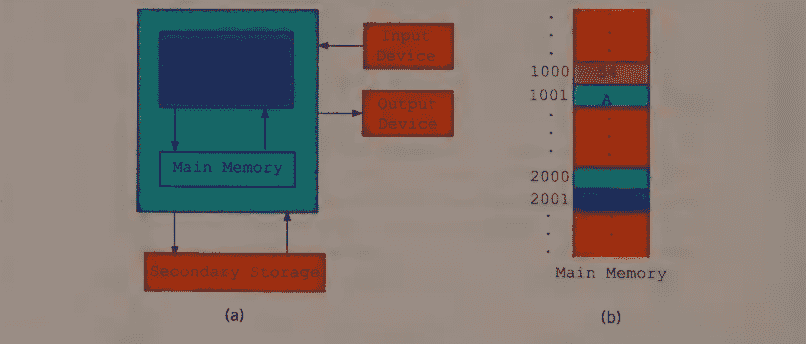 Input
Device
Output
Device
Main Memory
Secondary Storage
(a)
1000
1001 A
2000
2001
Main Memory
(b)